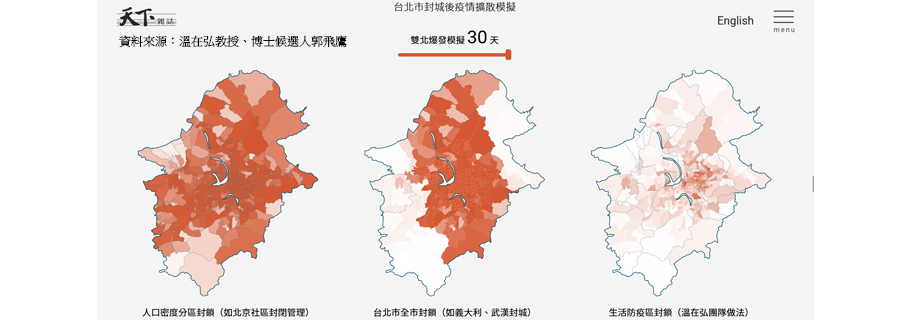 台北市封城後疫情擴散模擬
天下 雜誌
English
menu
資料來源：溫在弘教授、博士候選人郭飛鷹
雙北爆發模擬 30 天
人口密度分區封鎖（如北京社區封閉管理）
台北市全市封鎖（如義大利、武漢封城）
生活防疫區封鎖（溫在弘團隊做法）